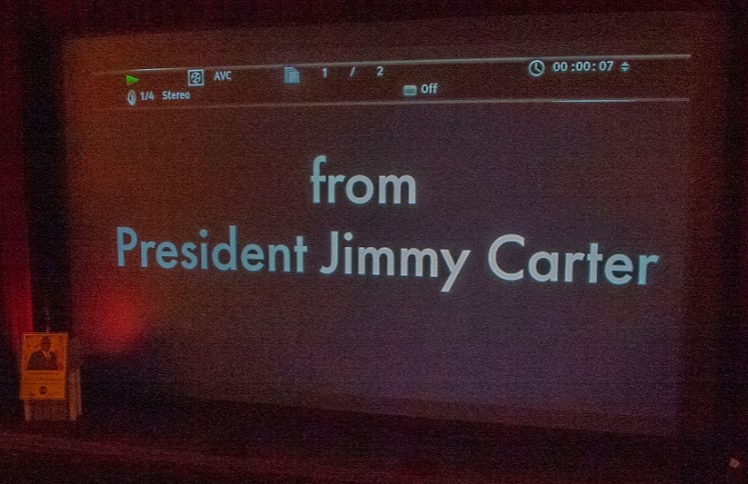 AVC 1 / 2 00:00:07
1/4 Stereo Off
from
President Jimmy Carter